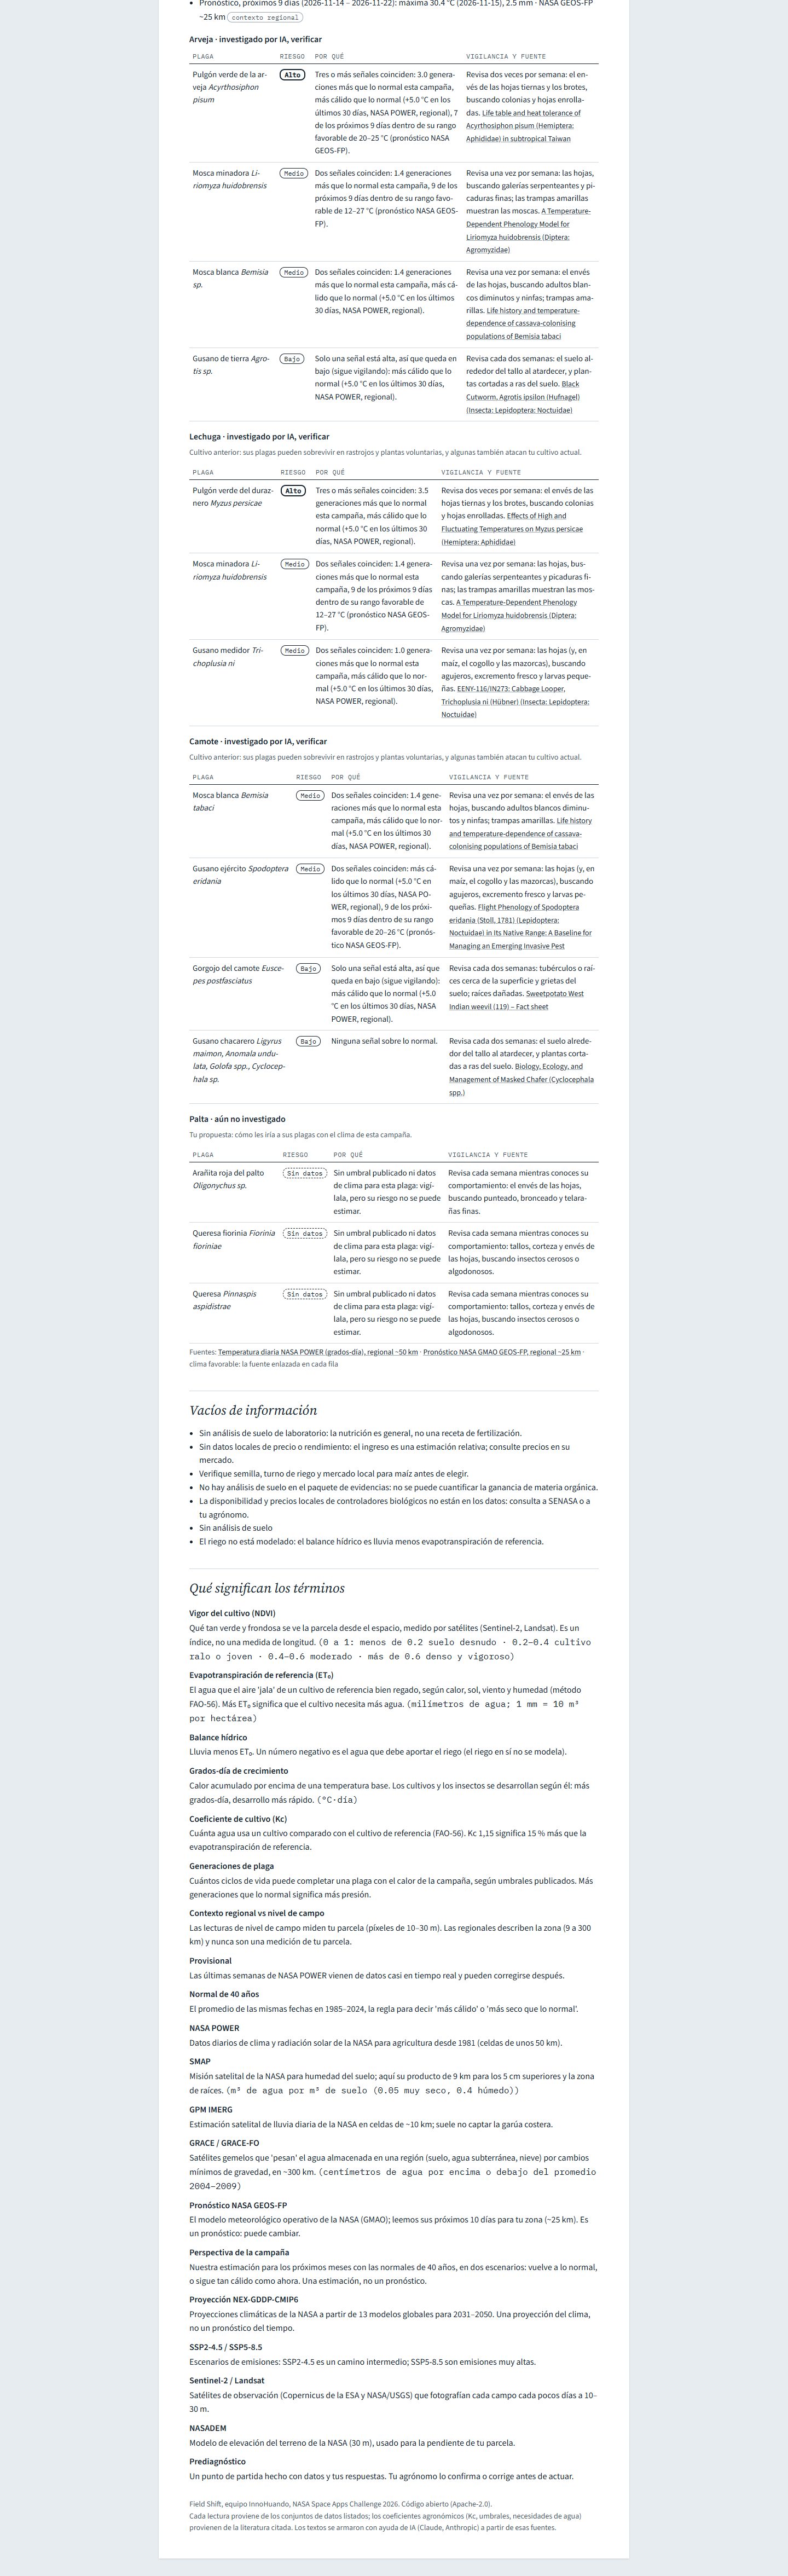 Pronóstico, próximos 9 días (2026-11-14 – 2026-11-22): máxima 30.4 °C (2026-11-15), 2.5 mm · NASA GEOS-FP
~25 km contexto regional
Arveja · investigado por IA, verificar
PLAGA RIESGO POR QUÉ VIGILANCIA Y FUENTE
Pulgón verde de la ar-
veja Acyrthosiphon
pisum
Alto
Tres o más señales coinciden: 3.0 genera-
ciones más que lo normal esta campaña,
más cálido que lo normal (+5.0 °C en los
últimos 30 días, NASA POWER, regional), 7
de los próximos 9 días dentro de su rango
favorable de 20–25 °C (pronóstico NASA
GEOS-FP).
Revisa dos veces por semana: el en-
vés de las hojas tiernas y los brotes,
buscando colonias y hojas enrolla-
das. Life table and heat tolerance of
Acyrthosiphon pisum (Hemiptera:
Aphididae) in subtropical Taiwan
Mosca minadora Li-
riomyza huidobrensis
Medio
Dos señales coinciden: 1.4 generaciones
más que lo normal esta campaña, 9 de los
próximos 9 días dentro de su rango favo-
rable de 12–27 °C (pronóstico NASA GEOS-
FP).
Revisa una vez por semana: las hojas,
buscando galerías serpenteantes y pi-
caduras finas; las trampas amarillas
muestran las moscas. A Temperature-
Dependent Phenology Model for
Liriomyza huidobrensis (Diptera:
Agromyzidae)
Mosca blanca Bemisia
sp.
Medio
Dos señales coinciden: 1.4 generaciones
más que lo normal esta campaña, más cá-
lido que lo normal (+5.0 °C en los últimos
30 días, NASA POWER, regional).
Revisa una vez por semana: el envés
de las hojas, buscando adultos blan-
cos diminutos y ninfas; trampas ama-
rillas. Life history and temperature-
dependence of cassava-colonising
populations of Bemisia tabaci
Gusano de tierra Agro-
tis sp.
Bajo
Solo una señal está alta, así que queda en
bajo (sigue vigilando): más cálido que lo
normal (+5.0 °C en los últimos 30 días,
NASA POWER, regional).
Revisa cada dos semanas: el suelo al-
rededor del tallo al atardecer, y plan-
tas cortadas a ras del suelo. Black
Cutworm, Agrotis ipsilon (Hufnagel)
(Insecta: Lepidoptera: Noctuidae)
Lechuga · investigado por IA, verificar
Cultivo anterior: sus plagas pueden sobrevivir en rastrojos y plantas voluntarias, y algunas también atacan tu cultivo actual.
PLAGA RIESGO POR QUÉ VIGILANCIA Y FUENTE
Pulgón verde del duraz-
nero Myzus persicae
Alto
Tres o más señales coinciden: 3.5
generaciones más que lo normal
esta campaña, más cálido que lo
normal (+5.0 °C en los últimos 30
días, NASA POWER, regional).
Revisa dos veces por semana: el envés de las
hojas tiernas y los brotes, buscando colonias
y hojas enrolladas. Effects of High and
Fluctuating Temperatures on Myzus persicae
(Hemiptera: Aphididae)
Mosca minadora Li-
riomyza huidobrensis
Medio
Dos señales coinciden: 1.4 genera-
ciones más que lo normal esta
campaña, 9 de los próximos 9 días
dentro de su rango favorable de
12–27 °C (pronóstico NASA GEOS-
FP).
Revisa una vez por semana: las hojas, bus-
cando galerías serpenteantes y picaduras fi-
nas; las trampas amarillas muestran las mos-
cas. A Temperature-Dependent Phenology
Model for Liriomyza huidobrensis (Diptera:
Agromyzidae)
Gusano medidor Tri-
choplusia ni
Medio
Dos señales coinciden: 1.0 genera-
ciones más que lo normal esta
campaña, más cálido que lo nor-
mal (+5.0 °C en los últimos 30 días,
NASA POWER, regional).
Revisa una vez por semana: las hojas (y, en
maíz, el cogollo y las mazorcas), buscando
agujeros, excremento fresco y larvas peque-
ñas. EENY-116/IN273: Cabbage Looper,
Trichoplusia ni (Hübner) (Insecta: Lepidoptera:
Noctuidae)
Camote · investigado por IA, verificar
Cultivo anterior: sus plagas pueden sobrevivir en rastrojos y plantas voluntarias, y algunas también atacan tu cultivo actual.
PLAGA RIESGO POR QUÉ VIGILANCIA Y FUENTE
Mosca blanca Bemisia
tabaci
Medio
Dos señales coinciden: 1.4 gene-
raciones más que lo normal esta
campaña, más cálido que lo nor-
mal (+5.0 °C en los últimos 30
días, NASA POWER, regional).
Revisa una vez por semana: el envés de las
hojas, buscando adultos blancos diminu-
tos y ninfas; trampas amarillas. Life history
and temperature-dependence of cassava-
colonising populations of Bemisia tabaci
Gusano ejército Spodoptera
eridania
Medio
Dos señales coinciden: más cá-
lido que lo normal (+5.0 °C en
los últimos 30 días, NASA PO-
WER, regional), 9 de los próxi-
mos 9 días dentro de su rango
favorable de 20–26 °C (pronós-
tico NASA GEOS-FP).
Revisa una vez por semana: las hojas (y, en
maíz, el cogollo y las mazorcas), buscando
agujeros, excremento fresco y larvas pe-
queñas. Flight Phenology of Spodoptera
eridania (Stoll, 1781) (Lepidoptera:
Noctuidae) in Its Native Range: A Baseline for
Managing an Emerging Invasive Pest
Gorgojo del camote Eusce-
pes postfasciatus
Bajo
Solo una señal está alta, así que
queda en bajo (sigue vigilando):
más cálido que lo normal (+5.0
°C en los últimos 30 días, NASA
POWER, regional).
Revisa cada dos semanas: tubérculos o raí-
ces cerca de la superficie y grietas del
suelo; raíces dañadas. Sweetpotato West
Indian weevil (119) – Fact sheet
Gusano chacarero Ligyrus
maimon, Anomala undu-
lata, Golofa spp., Cyclocep-
hala sp.
Bajo
Ninguna señal sobre lo normal.
Revisa cada dos semanas: el suelo alrede-
dor del tallo al atardecer, y plantas corta-
das a ras del suelo. Biology, Ecology, and
Management of Masked Chafer (Cyclocephala
spp.)
Palta · aún no investigado
Tu propuesta: cómo les iría a sus plagas con el clima de esta campaña.
PLAGA RIESGO POR QUÉ VIGILANCIA Y FUENTE
Arañita roja del palto
Oligonychus sp.
Sin datos
Sin umbral publicado ni datos
de clima para esta plaga: vigí-
lala, pero su riesgo no se puede
estimar.
Revisa cada semana mientras conoces su
comportamiento: el envés de las hojas,
buscando punteado, bronceado y telara-
ñas finas.
Queresa fiorinia Fiorinia
fioriniae
Sin datos
Sin umbral publicado ni datos
de clima para esta plaga: vigí-
lala, pero su riesgo no se puede
estimar.
Revisa cada semana mientras conoces su
comportamiento: tallos, corteza y envés de
las hojas, buscando insectos cerosos o
algodonosos.
Queresa Pinnaspis
aspidistrae
Sin datos
Sin umbral publicado ni datos
de clima para esta plaga: vigí-
lala, pero su riesgo no se puede
estimar.
Revisa cada semana mientras conoces su
comportamiento: tallos, corteza y envés de
las hojas, buscando insectos cerosos o
algodonosos.
Fuentes: Temperatura diaria NASA POWER (grados-día), regional ~50 km · Pronóstico NASA GMAO GEOS-FP, regional ~25 km ·
clima favorable: la fuente enlazada en cada fila
Vacíos de información
Sin análisis de suelo de laboratorio: la nutrición es general, no una receta de fertilización.
Sin datos locales de precio o rendimiento: el ingreso es una estimación relativa; consulte precios en su
mercado.
Verifique semilla, turno de riego y mercado local para maíz antes de elegir.
No hay análisis de suelo en el paquete de evidencias: no se puede cuantificar la ganancia de materia orgánica.
La disponibilidad y precios locales de controladores biológicos no están en los datos: consulta a SENASA o a
tu agrónomo.
Sin análisis de suelo
El riego no está modelado: el balance hídrico es lluvia menos evapotranspiración de referencia.
Qué significan los términos
Vigor del cultivo (NDVI)
Qué tan verde y frondosa se ve la parcela desde el espacio, medido por satélites (Sentinel-2, Landsat). Es un
índice, no una medida de longitud. (0 a 1: menos de 0.2 suelo desnudo · 0.2–0.4 cultivo
ralo o joven · 0.4–0.6 moderado · más de 0.6 denso y vigoroso)
Evapotranspiración de referencia (ET₀)
El agua que el aire 'jala' de un cultivo de referencia bien regado, según calor, sol, viento y humedad (método
FAO-56). Más ET₀ significa que el cultivo necesita más agua. (milímetros de agua; 1 mm = 10 m³
por hectárea)
Balance hídrico
Lluvia menos ET₀. Un número negativo es el agua que debe aportar el riego (el riego en sí no se modela).
Grados-día de crecimiento
Calor acumulado por encima de una temperatura base. Los cultivos y los insectos se desarrollan según él: más
grados-día, desarrollo más rápido. (°C·día)
Coeficiente de cultivo (Kc)
Cuánta agua usa un cultivo comparado con el cultivo de referencia (FAO-56). Kc 1,15 significa 15 % más que la
evapotranspiración de referencia.
Generaciones de plaga
Cuántos ciclos de vida puede completar una plaga con el calor de la campaña, según umbrales publicados. Más
generaciones que lo normal significa más presión.
Contexto regional vs nivel de campo
Las lecturas de nivel de campo miden tu parcela (píxeles de 10–30 m). Las regionales describen la zona (9 a 300
km) y nunca son una medición de tu parcela.
Provisional
Las últimas semanas de NASA POWER vienen de datos casi en tiempo real y pueden corregirse después.
Normal de 40 años
El promedio de las mismas fechas en 1985–2024, la regla para decir 'más cálido' o 'más seco que lo normal'.
NASA POWER
Datos diarios de clima y radiación solar de la NASA para agricultura desde 1981 (celdas de unos 50 km).
SMAP
Misión satelital de la NASA para humedad del suelo; aquí su producto de 9 km para los 5 cm superiores y la zona
de raíces. (m³ de agua por m³ de suelo (0.05 muy seco, 0.4 húmedo))
GPM IMERG
Estimación satelital de lluvia diaria de la NASA en celdas de ~10 km; suele no captar la garúa costera.
GRACE / GRACE-FO
Satélites gemelos que 'pesan' el agua almacenada en una región (suelo, agua subterránea, nieve) por cambios
mínimos de gravedad, en ~300 km. (centímetros de agua por encima o debajo del promedio
2004–2009)
Pronóstico NASA GEOS-FP
El modelo meteorológico operativo de la NASA (GMAO); leemos sus próximos 10 días para tu zona (~25 km). Es
un pronóstico: puede cambiar.
Perspectiva de la campaña
Nuestra estimación para los próximos meses con las normales de 40 años, en dos escenarios: vuelve a lo normal,
o sigue tan cálido como ahora. Una estimación, no un pronóstico.
Proyección NEX-GDDP-CMIP6
Proyecciones climáticas de la NASA a partir de 13 modelos globales para 2031–2050. Una proyección del clima,
no un pronóstico del tiempo.
SSP2-4.5 / SSP5-8.5
Escenarios de emisiones: SSP2-4.5 es un camino intermedio; SSP5-8.5 son emisiones muy altas.
Sentinel-2 / Landsat
Satélites de observación (Copernicus de la ESA y NASA/USGS) que fotografían cada campo cada pocos días a 10–
30 m.
NASADEM
Modelo de elevación del terreno de la NASA (30 m), usado para la pendiente de tu parcela.
Prediagnóstico
Un punto de partida hecho con datos y tus respuestas. Tu agrónomo lo confirma o corrige antes de actuar.
Field Shift, equipo InnoHuando, NASA Space Apps Challenge 2026. Código abierto (Apache-2.0).
Cada lectura proviene de los conjuntos de datos listados; los coeficientes agronómicos (Kc, umbrales, necesidades de agua)
provienen de la literatura citada. Los textos se armaron con ayuda de IA (Claude, Anthropic) a partir de esas fuentes.